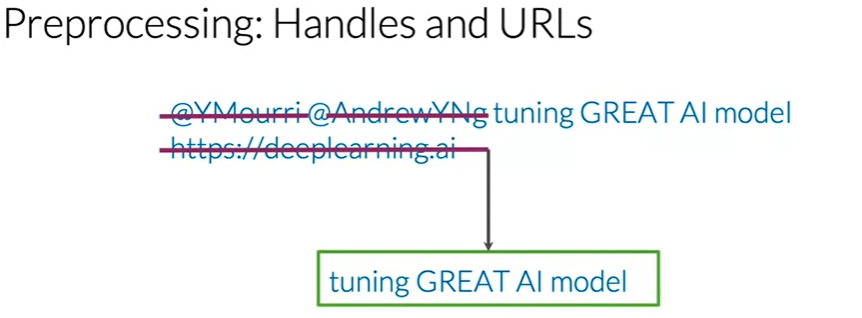 Preprocessing: Handles and URLs
@YMourri @AndrewYNg tuning GREAT AI model
https://deeplearning.ai
tuning GREAT AI model